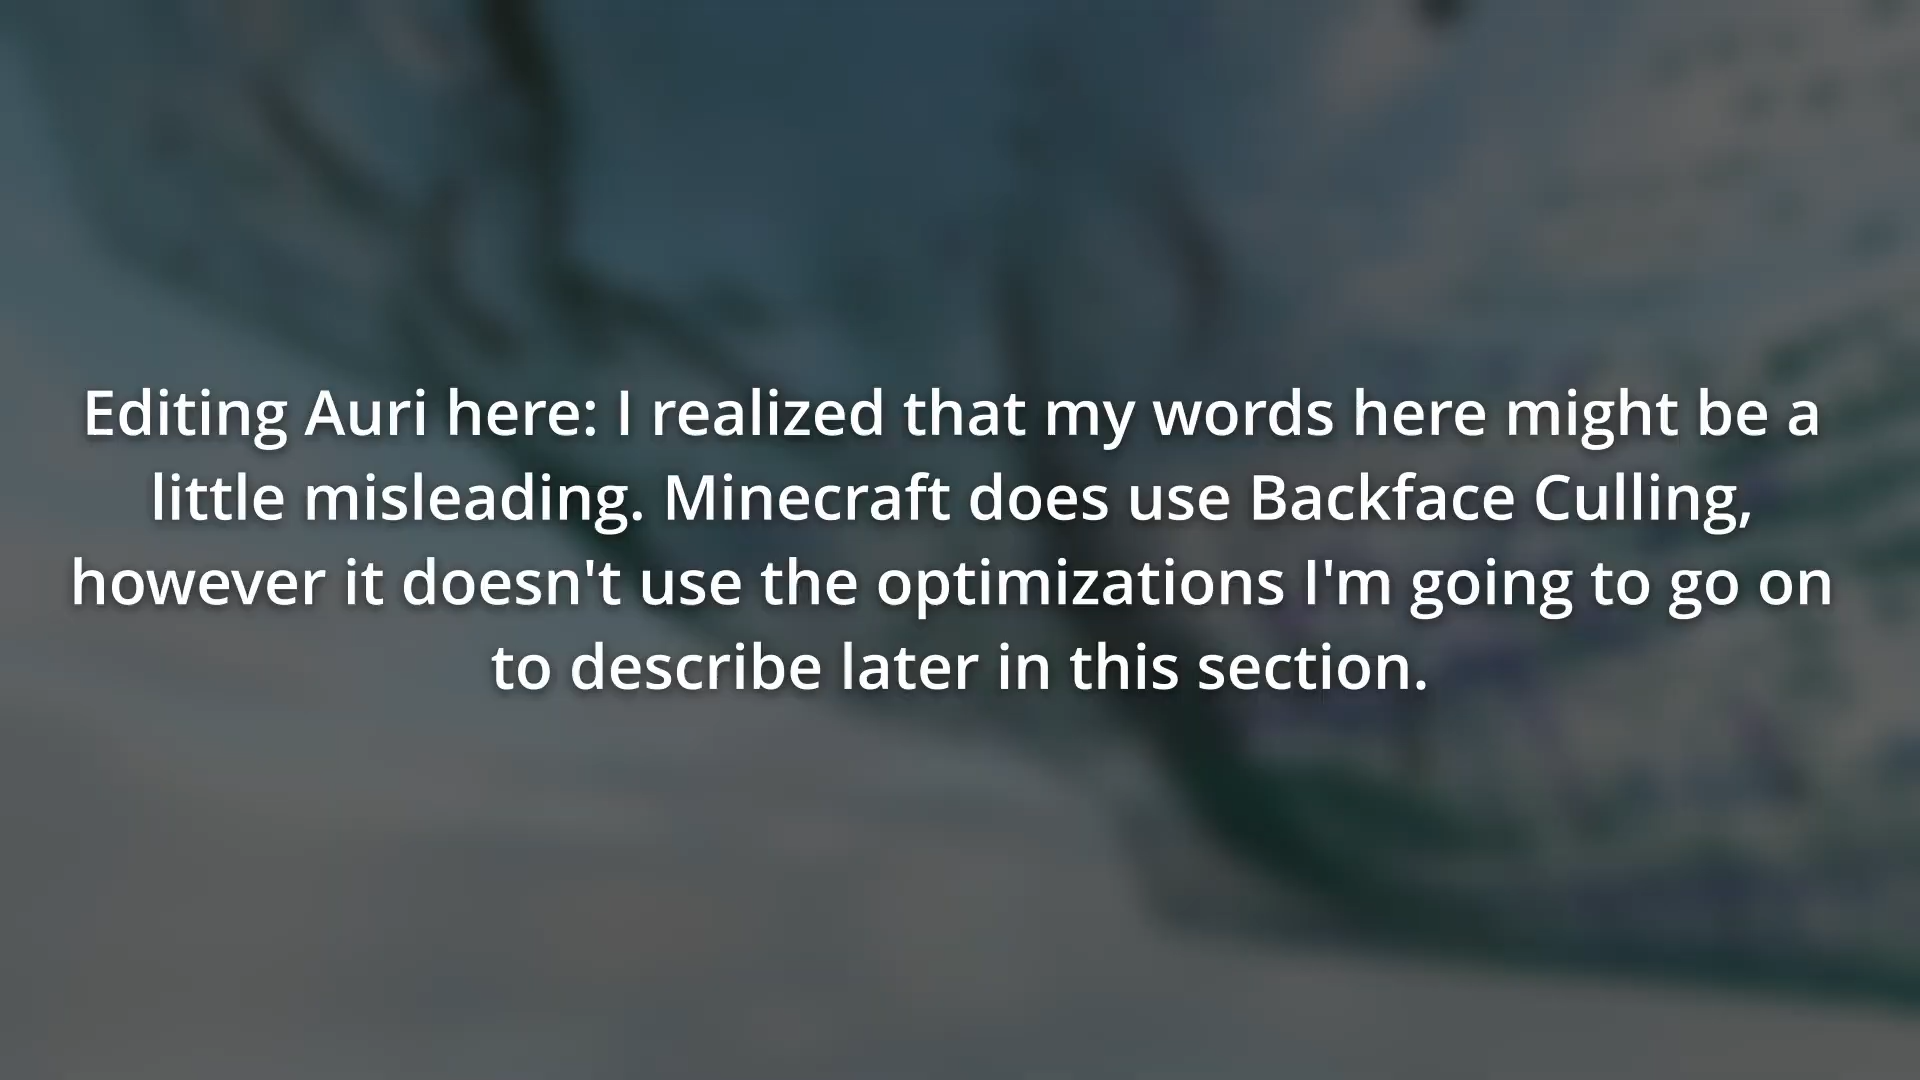 Editing Auri here: I realized that my words here might be a
little misleading. Minecraft does use Backface Culling,
however it doesn't use the optimizations I'm going to go on
to describe later in this section.